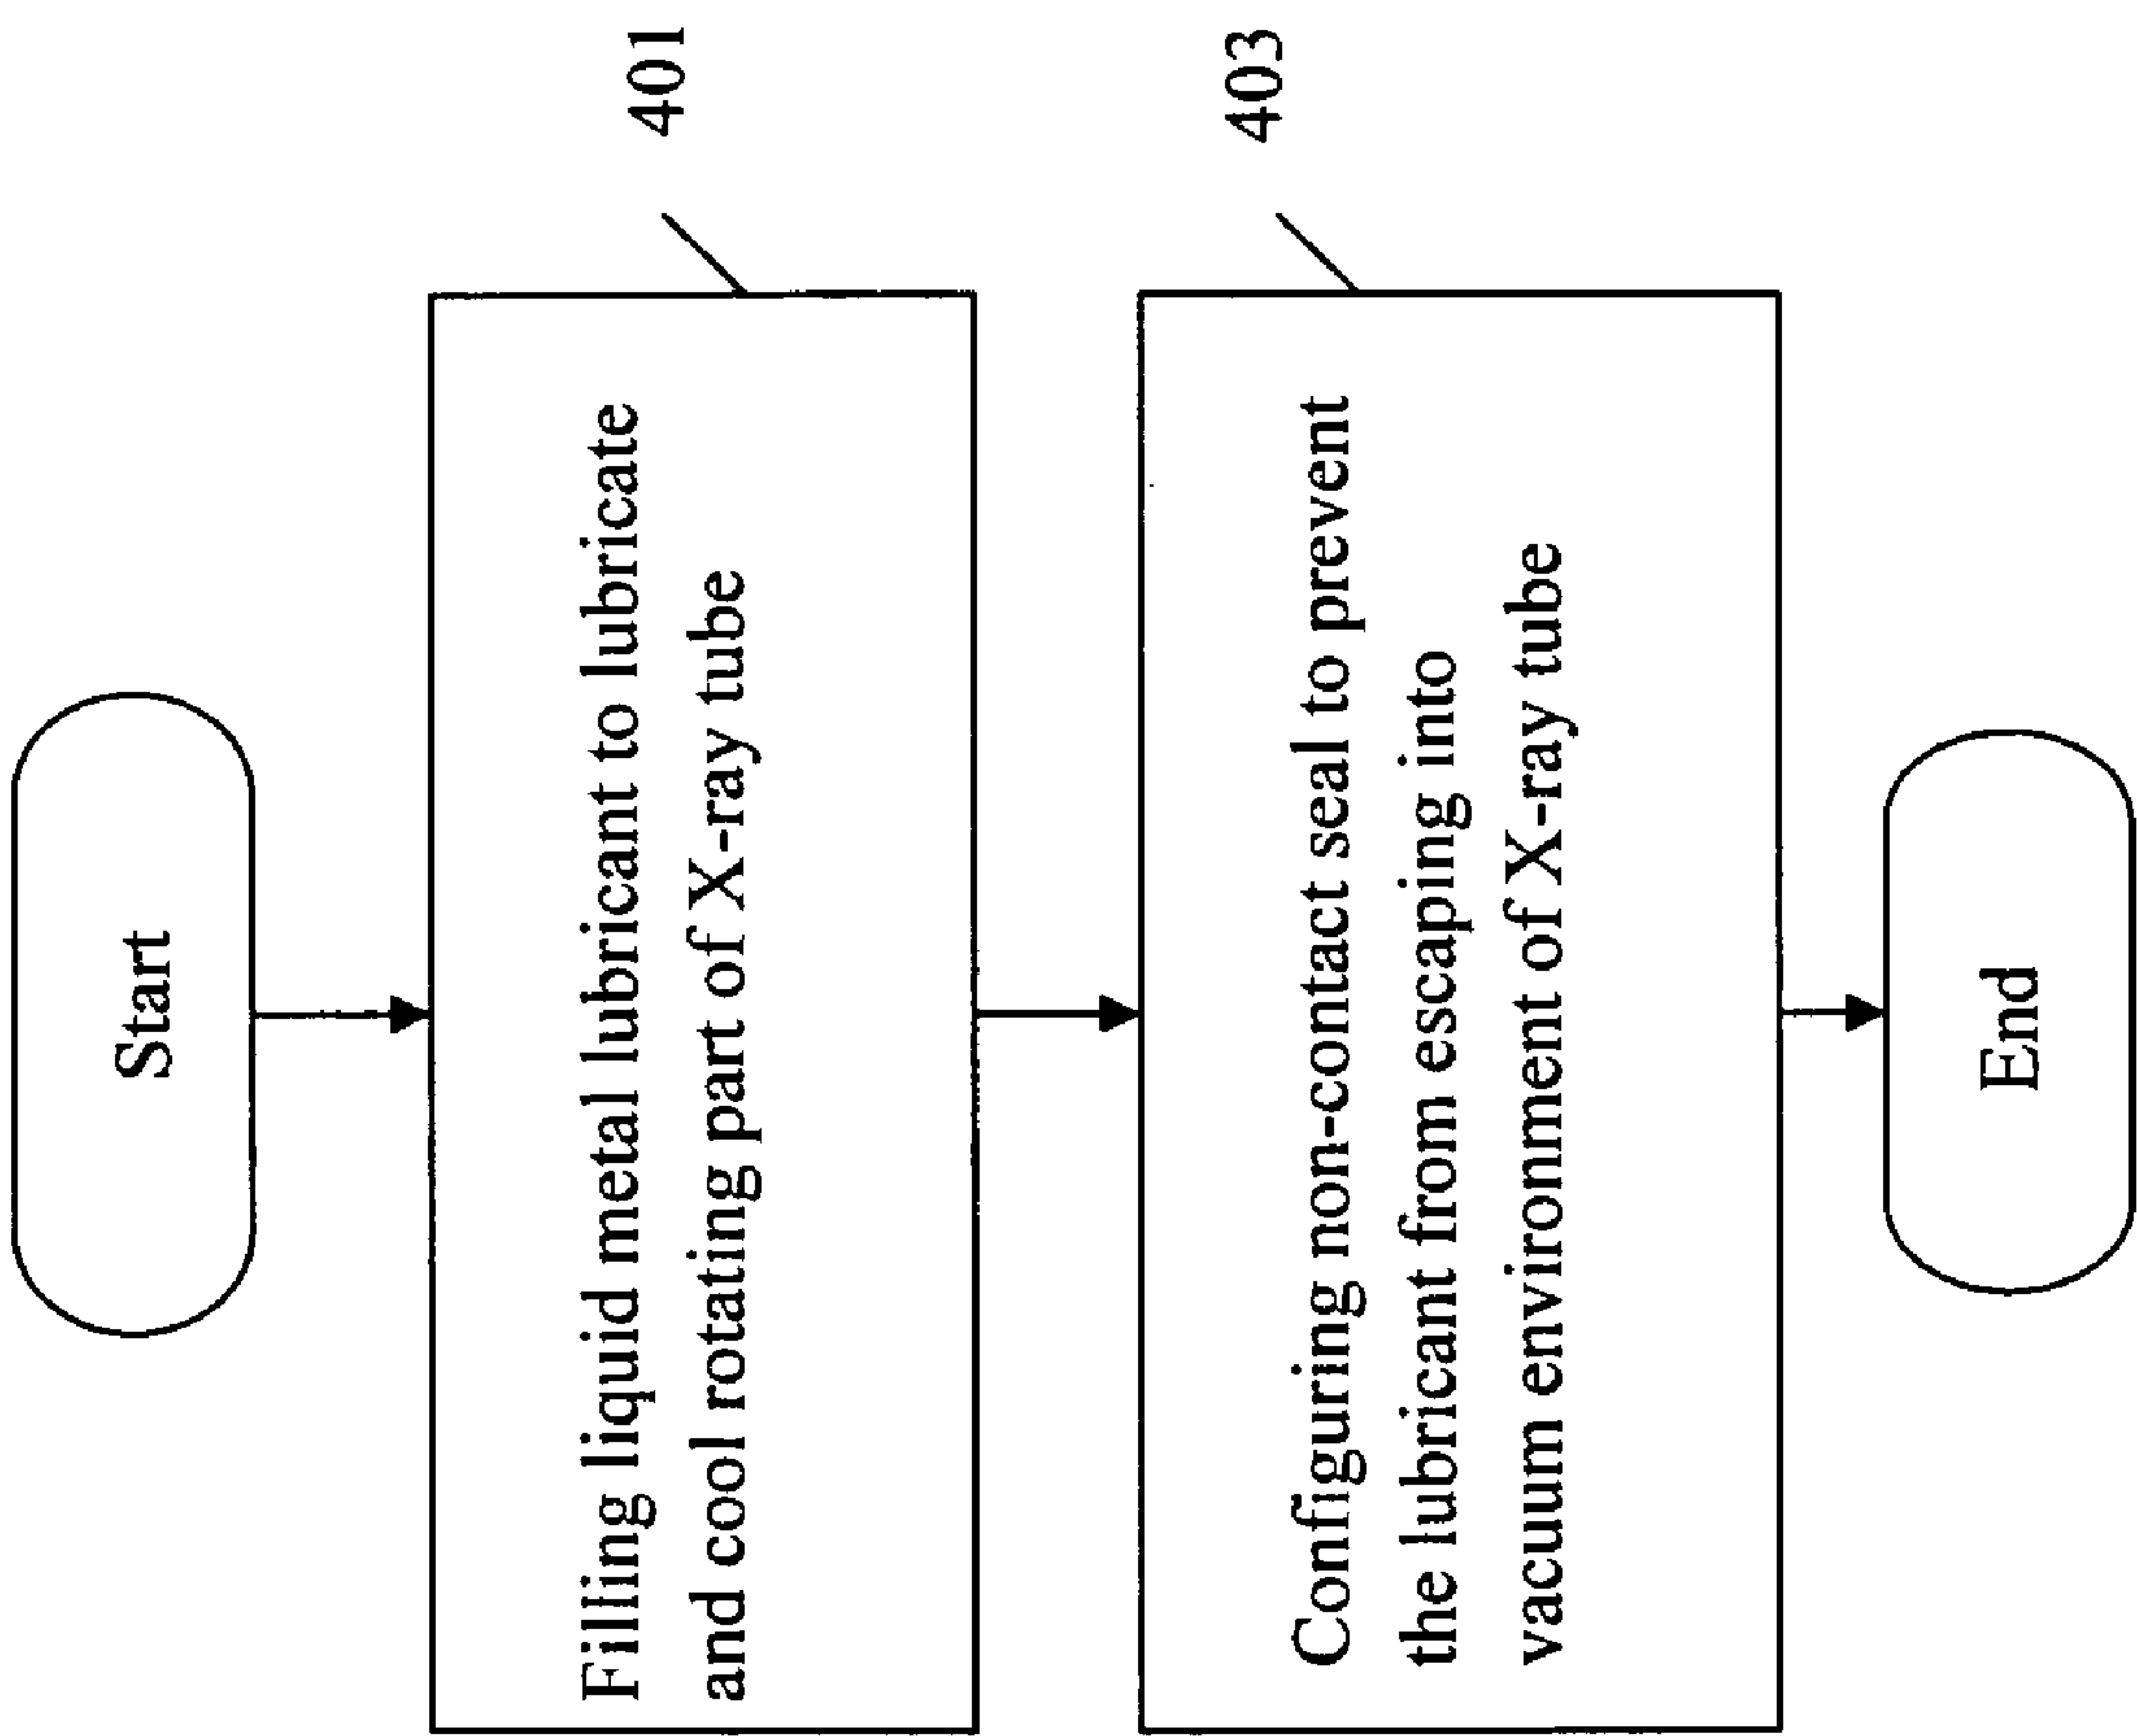 Start
401
Filling liquid metal lubricant to lubricate
and cool rotating part of X-ray tube
403
Configuring non-contact seal to prevent
the lubricant from escaping into
vacuum environment of X-ray tube
End